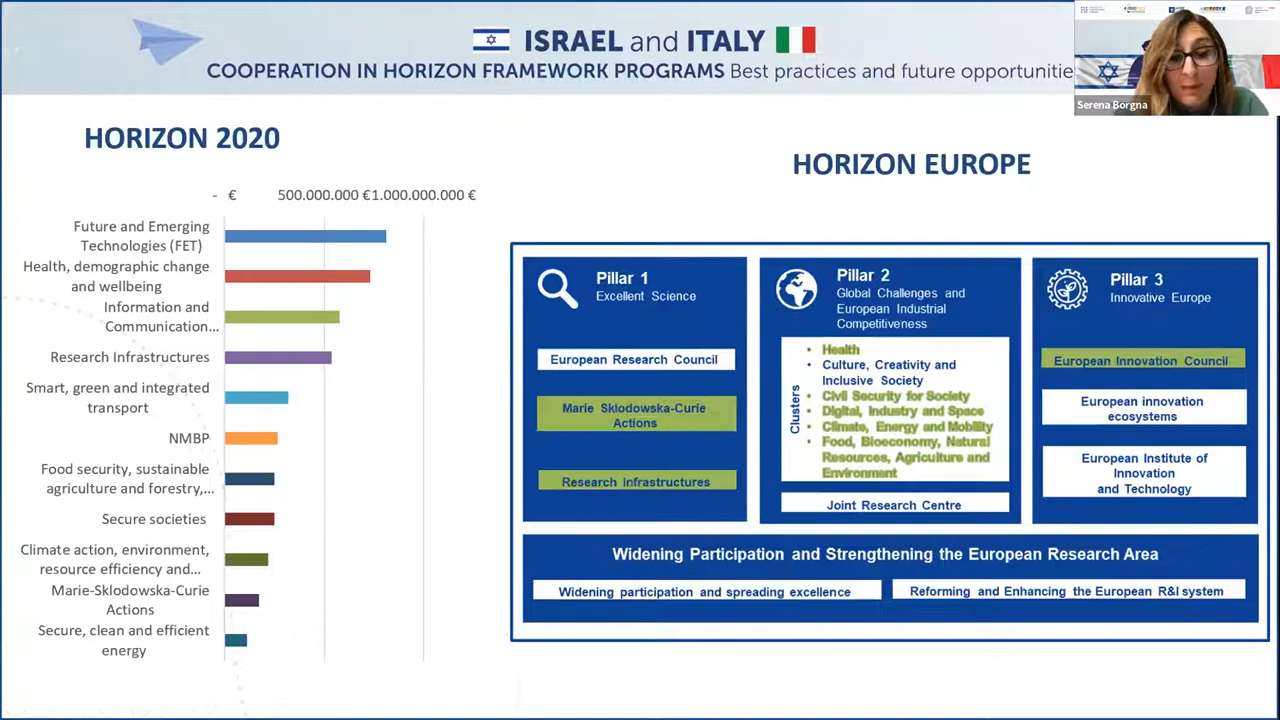 ISRAEL and ITALY
COOPERATION IN HORIZON FRAMEWORK PROGRAMS Best practices and future opportunitie
Serena Borgna
HORIZON 2020
- € 500.000.000 € 1.000.000.000 €
Future and Emerging
Technologies (FET)
Health, demographic change
and wellbeing
Information and
Communication...
Research Infrastructures
Smart, green and integrated
transport
NMBP
Food security, sustainable
agriculture and forestry,...
Secure societies
Climate action, environment,
resource efficiency and...
Marie-Sklodowska-Curie
Actions
Secure, clean and efficient
energy
HORIZON EUROPE
Pillar 1
Excellent Science
European Research Council
Marie Sklodowska-Curie
Actions
Research Infrastructures
Pillar 2
Global Challenges and
European Industrial
Competitiveness
Clusters
• Health
• Culture, Creativity and
Inclusive Society
• Civil Security for Society
• Digital, Industry and Space
• Climate, Energy and Mobility
• Food, Bioeconomy, Natural
Resources, Agriculture and
Environment
Joint Research Centre
Pillar 3
Innovative Europe
European Innovation Council
European innovation
ecosystems
European Institute of
Innovation
and Technology
Widening Participation and Strengthening the European Research Area
Widening participation and spreading excellence
Reforming and Enhancing the European R&I system